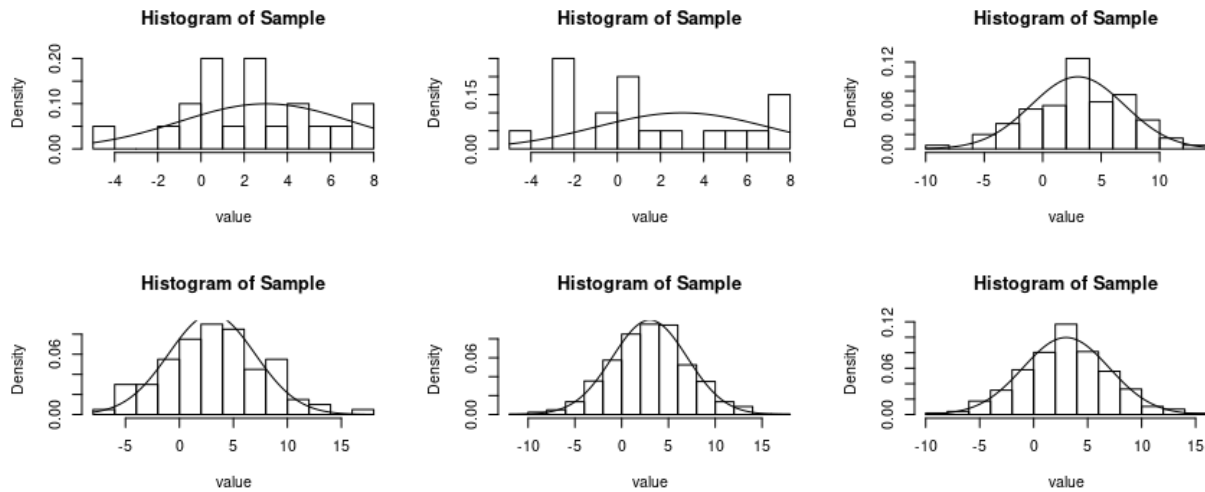 Histogram of Sample
Density
0.00 0.10 0.20
-4 -2 0 2 4 6 8
value
Histogram of Sample
Density
0.00 0.15
-4 -2 0 2 4 6 8
value
Histogram of Sample
Density
0.00 0.06 0.12
-10 -5 0 5 10
value
Histogram of Sample
Density
0.00 0.06
-5 0 5 10 15
value
Histogram of Sample
Density
0.00 0.06
-10 -5 0 5 10 15
value
Histogram of Sample
Density
0.00 0.06 0.12
-10 -5 0 5 10 15
value